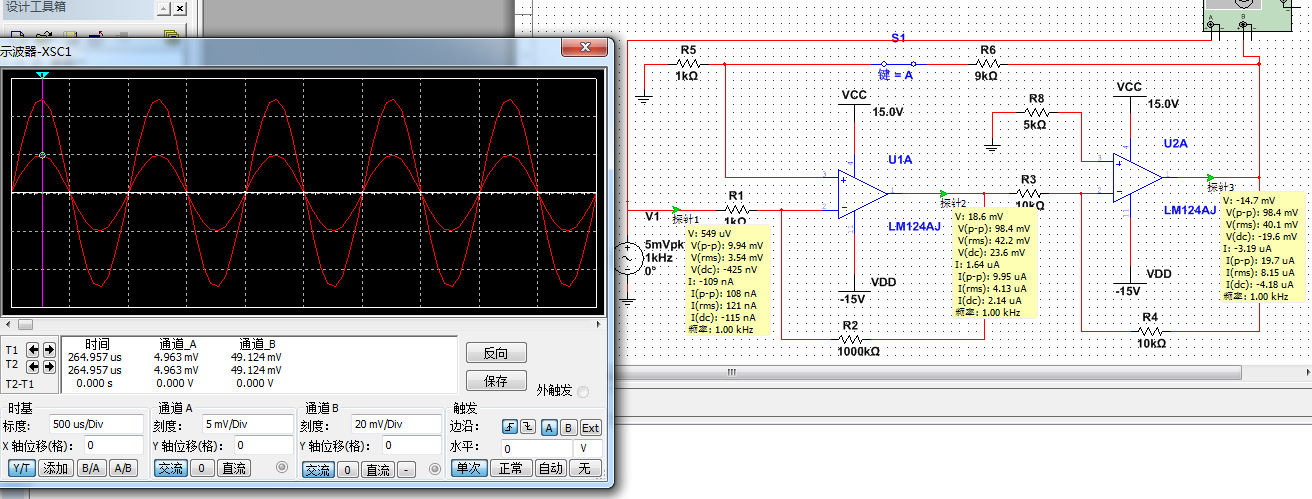 设计工具箱
示波器-XSC1
T1
T2
T2-T1
时间
通道_A
通道_B
264.957 us
4.963 mV
49.124 mV
264.957 us
4.963 mV
49.124 mV
0.000 s
0.000 V
0.000 V
反向
保存
外触发
时基
标度:
500 us/Div
X 轴位移(格):
0
Y/T
添加
B/A
A/B
通道A
刻度:
5 mV/Div
Y 轴位移(格):
0
交流
0
直流
通道B
刻度:
20 mV/Div
Y 轴位移(格):
0
交流
0
直流
-
触发
边沿:
A
B
Ext
水平:
0
V
单次
正常
自动
无
A
B
S1
键 = A
R5
1kΩ
R6
9kΩ
VCC
15.0V
R8
5kΩ
VCC
15.0V
U1A
LM124AJ
U2A
LM124AJ
3
+
2
−
4
11
1
3
+
2
−
4
11
1
V1
5mVpk
1kHz
0°
R1
1kΩ
R3
10kΩ
VDD
-15V
VDD
-15V
R2
1000kΩ
R4
10kΩ
探针1
V: 549 uV
V(p-p): 9.94 mV
V(rms): 3.54 mV
V(dc): -425 nV
I: -109 nA
I(p-p): 108 nA
I(rms): 121 nA
I(dc): -115 nA
频率: 1.00 kHz
探针2
V: 18.6 mV
V(p-p): 98.4 mV
V(rms): 42.2 mV
V(dc): 23.6 mV
I: 1.64 uA
I(p-p): 9.95 uA
I(rms): 4.13 uA
I(dc): 2.14 uA
频率: 1.00 kHz
探针3
V: -14.7 mV
V(p-p): 98.4 mV
V(rms): 40.1 mV
V(dc): -19.6 mV
I: -3.19 uA
I(p-p): 19.7 uA
I(rms): 8.15 uA
I(dc): -4.18 uA
频率: 1.00 kHz